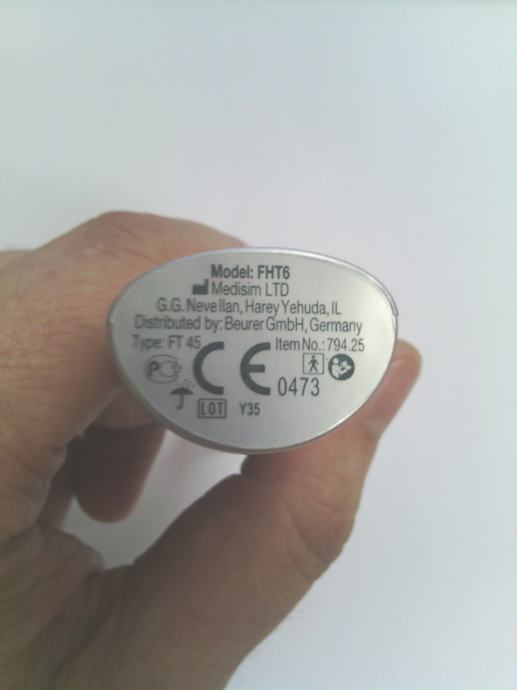 Model: FHT6
Medisim LTD
G.G. Neve Ilan, Harey Yehuda, IL
Distributed by: Beurer GmbH, Germany
Type: FT 45 Item No.: 794.25
CE 0473
LOT Y35